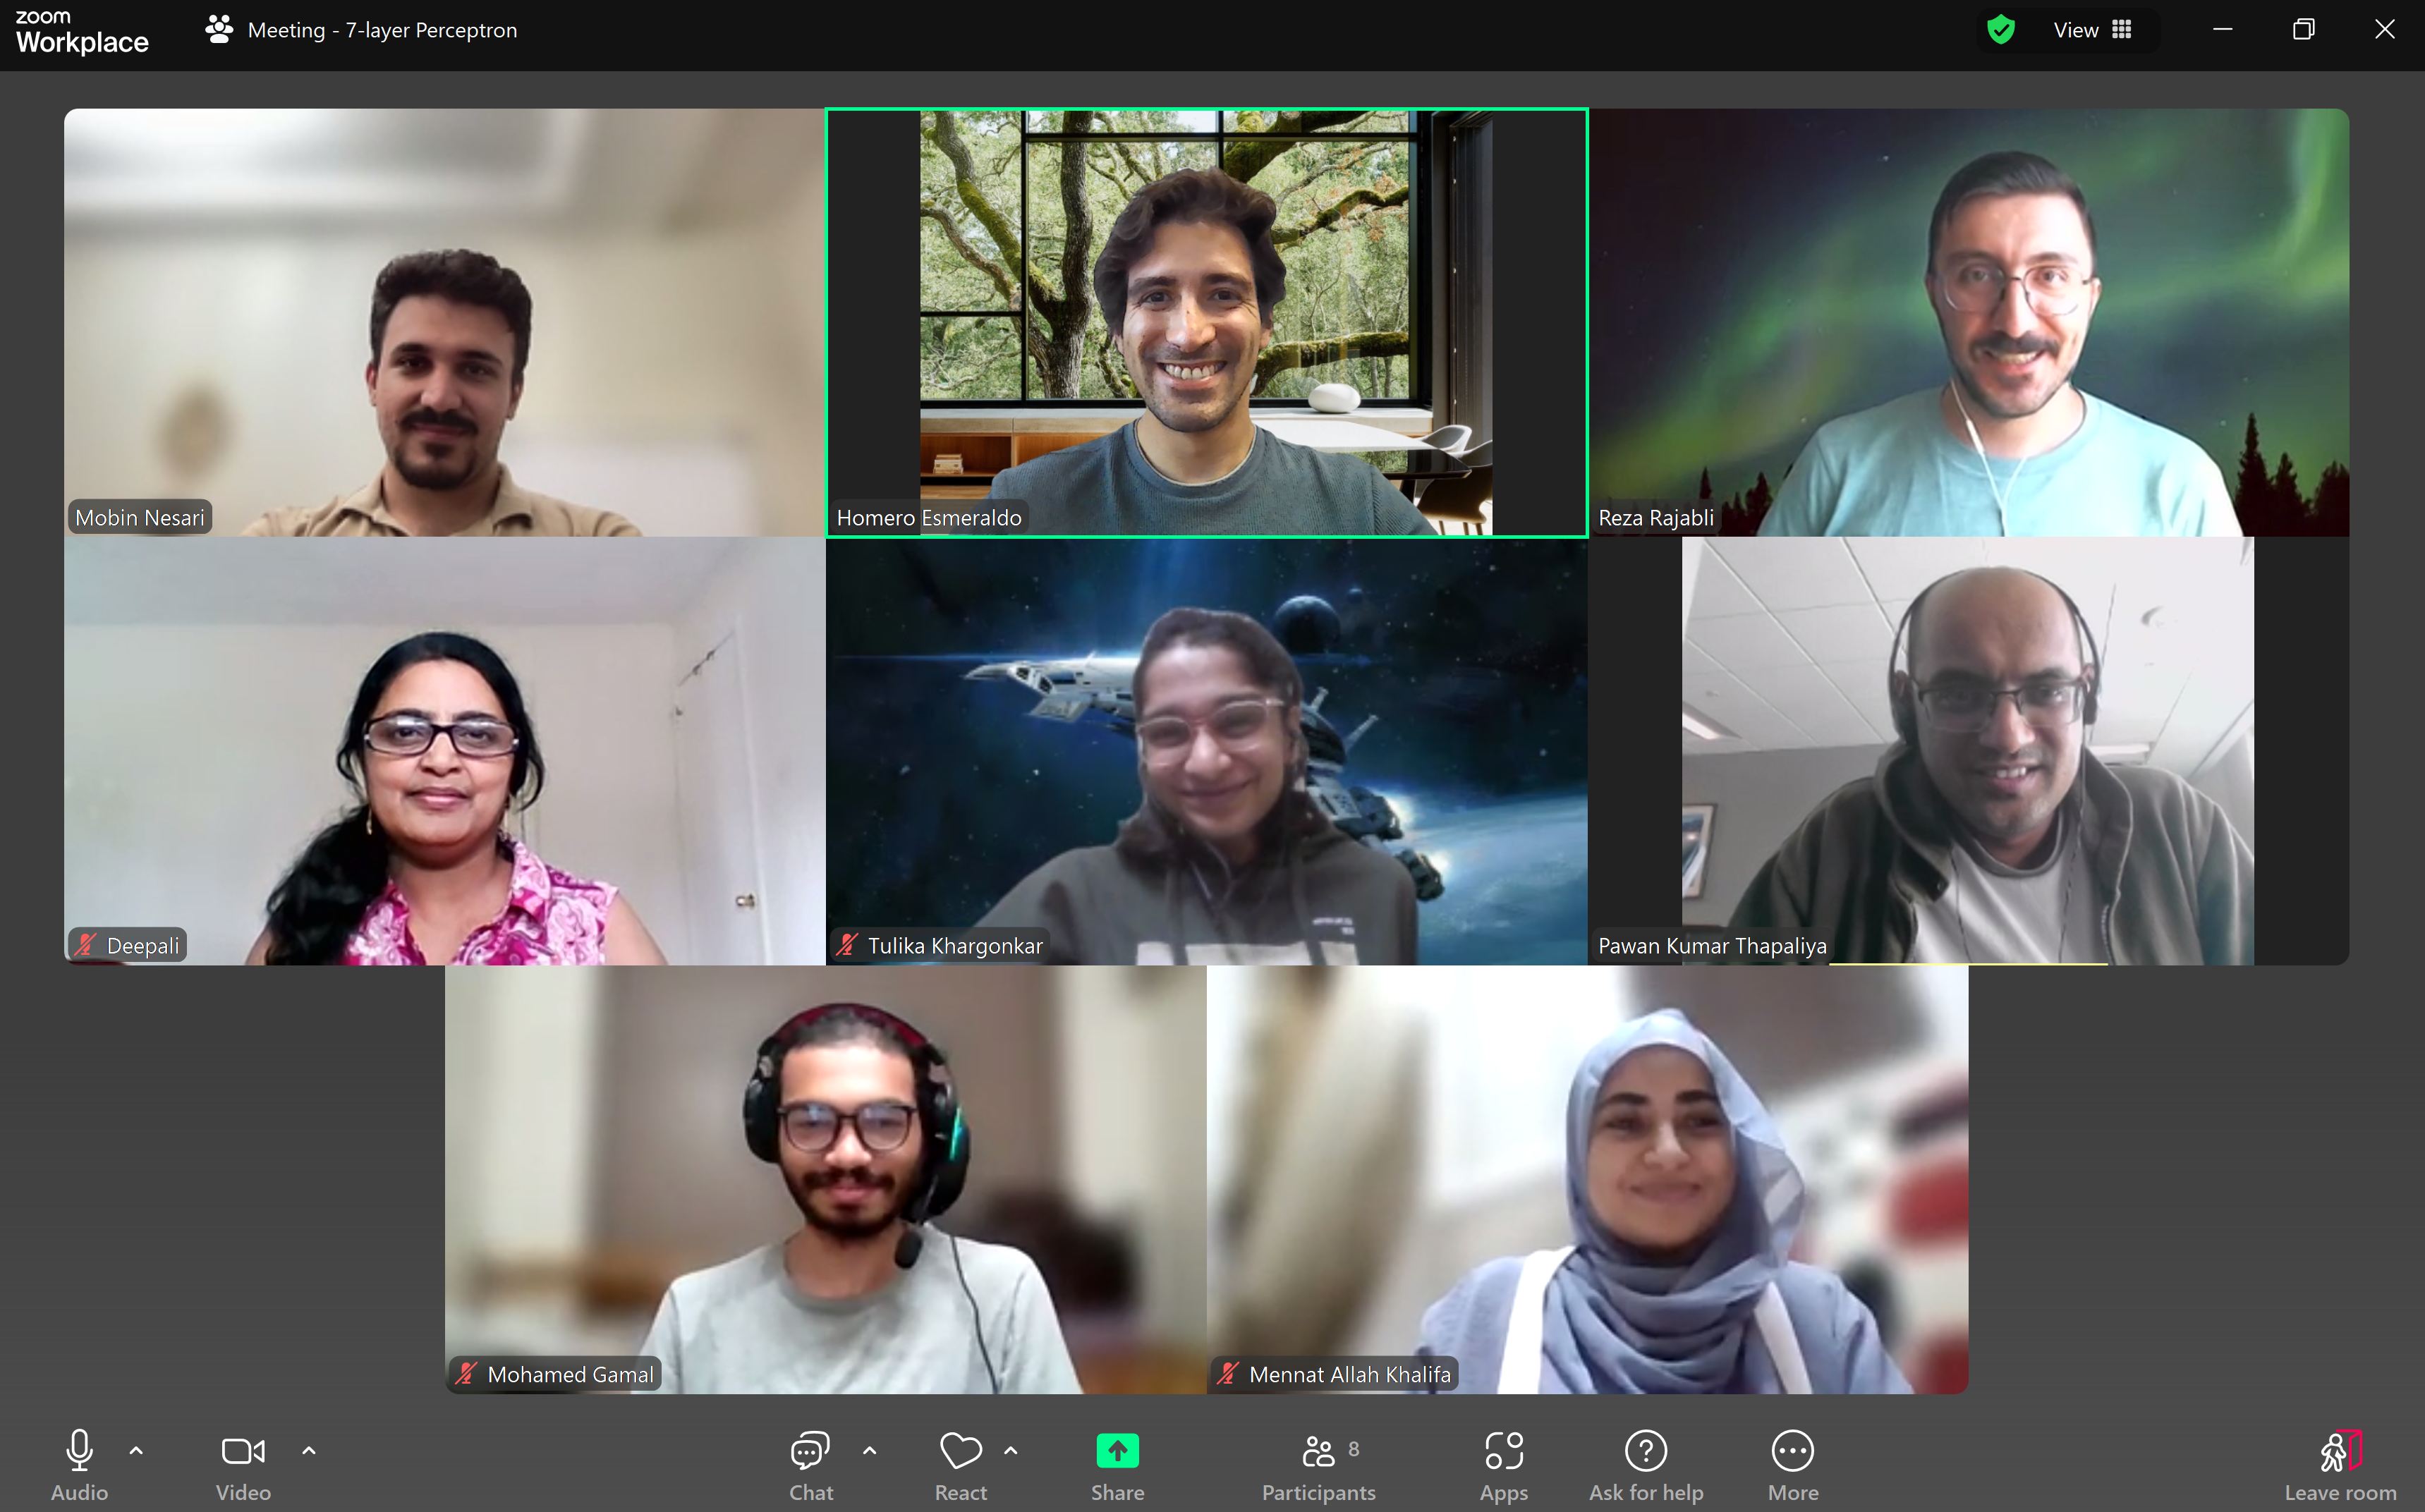 zoom
Workplace
Meeting - 7-layer Perceptron
View
Mobin Nesari
Homero Esmeraldo
Reza Rajabli
Deepali
Tulika Khargonkar
Pawan Kumar Thapaliya
Mohamed Gamal
Mennat Allah Khalifa
8
Audio
Video
Chat
React
Share
Participants
Apps
Ask for help
More
Leave room